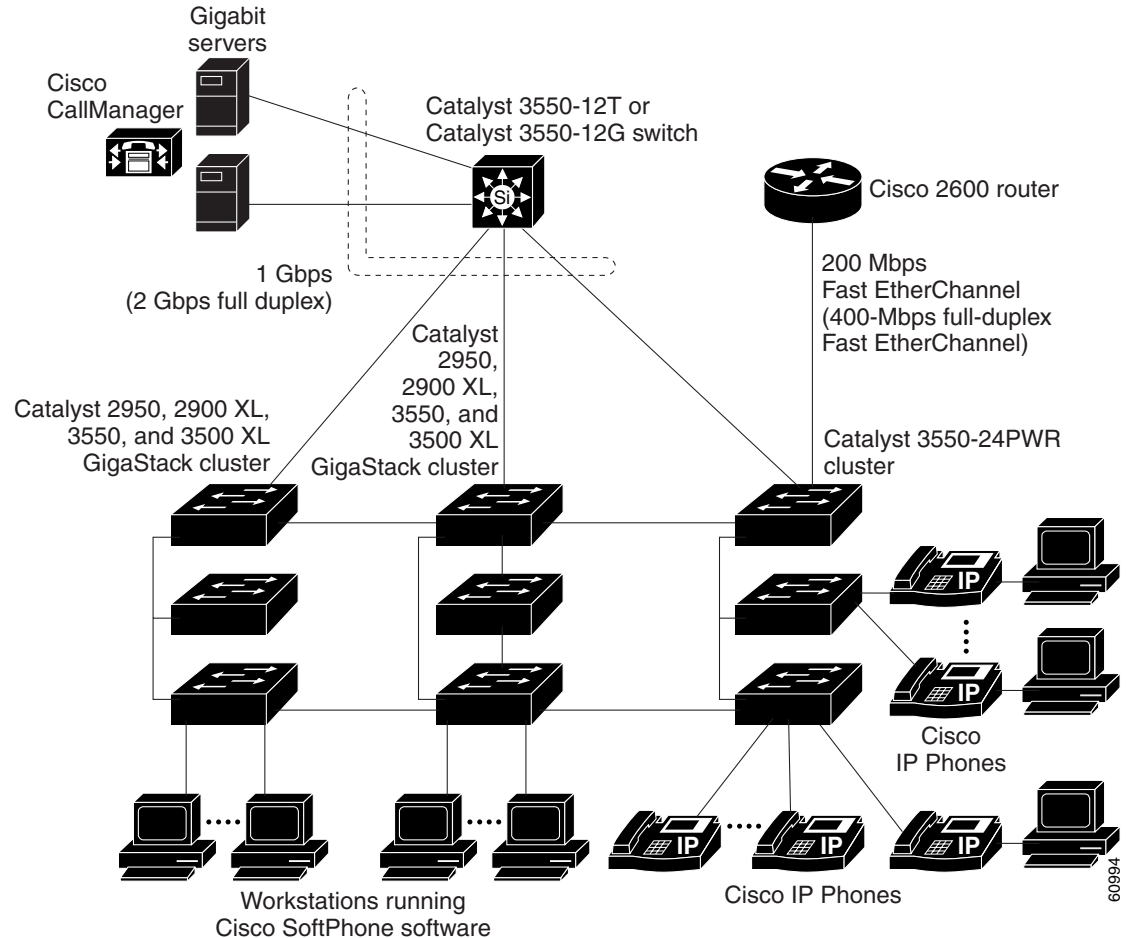 Gigabit
servers
Cisco
CallManager
Catalyst 3550-12T or
Catalyst 3550-12G switch
Si
Cisco 2600 router
1 Gbps
(2 Gbps full duplex)
200 Mbps
Fast EtherChannel
(400-Mbps full-duplex
Fast EtherChannel)
Catalyst
2950,
2900 XL,
3550, and
3500 XL
GigaStack cluster
Catalyst 2950, 2900 XL,
3550, and 3500 XL
GigaStack cluster
Catalyst 3550-24PWR
cluster
IP
IP
Cisco
IP Phones
IP
IP
IP
Workstations running
Cisco SoftPhone software
Cisco IP Phones
60994